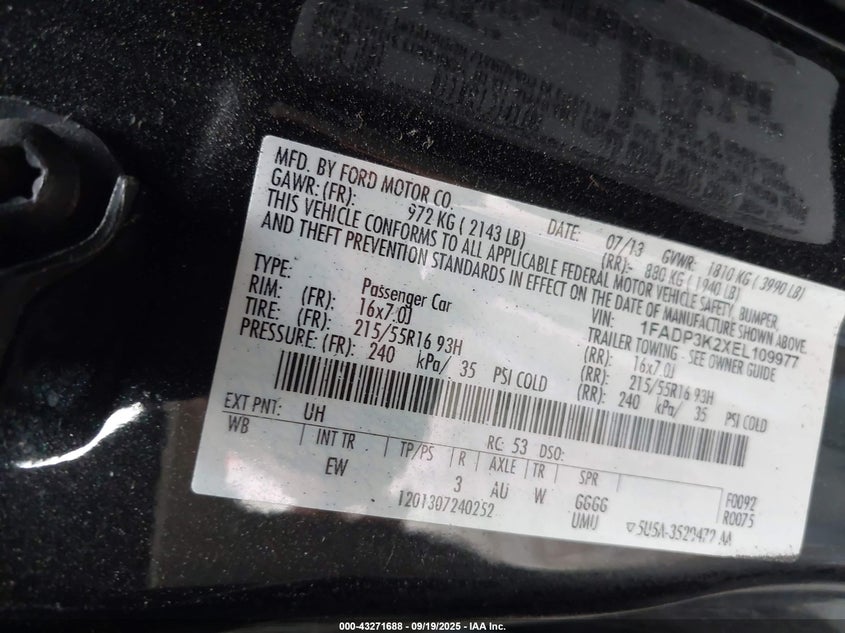 MFD. BY FORD MOTOR CO.
DATE: 07/13 GVWR: 1810 KG ( 3990 LB)
GAWR: (FR): 972 KG ( 2143 LB) (RR): 880 KG ( 1940 LB)
THIS VEHICLE CONFORMS TO ALL APPLICABLE FEDERAL MOTOR VEHICLE SAFETY, BUMPER,
AND THEFT PREVENTION STANDARDS IN EFFECT ON THE DATE OF MANUFACTURE SHOWN ABOVE.
VIN: 1FADP3K2XEL109977
TYPE: Passenger Car TRAILER TOWING - SEE OWNER GUIDE
RIM: (FR): 16x7.0J (RR): 16x7.0J
TIRE: (FR): 215/55R16 93H (RR): 215/55R16 93H
PRESSURE: (FR): 240 kPa/ 35 PSI COLD (RR): 240 kPa/ 35 PSI COLD
EXT PNT: UH RC: 53 DSO:
WB INT TR TP/PS R AXLE TR SPR
EW 3 AU W GGGG F0092
1201307240252 UMU R0075
5U5A-3520472 AA
000-43271688 - 09/19/2025 - IAA Inc.